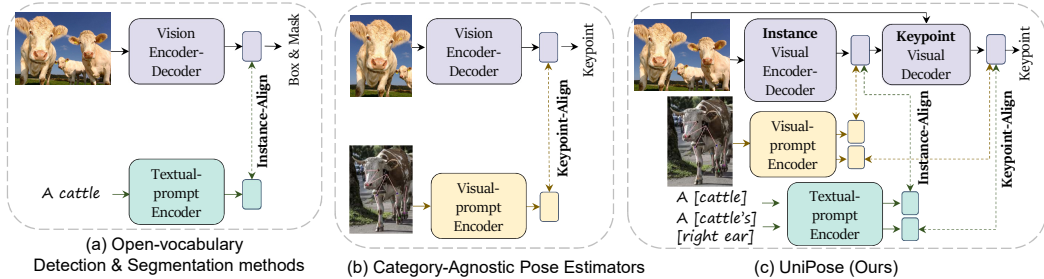 Vision
Encoder-
Decoder
Box & Mask
Instance-Align
A cattle
Textual-
prompt
Encoder
(a) Open-vocabulary
Detection & Segmentation methods
Vision
Encoder-
Decoder
Keypoint
Keypoint-Align
Visual-
prompt
Encoder
(b) Category-Agnostic Pose Estimators
Instance
Visual
Encoder-
Decoder
Keypoint
Visual
Decoder
Keypoint
Visual-
prompt
Encoder
Instance-Align
Keypoint-Align
A [cattle]
A [cattle's]
[right ear]
Textual-
prompt
Encoder
(c) UniPose (Ours)